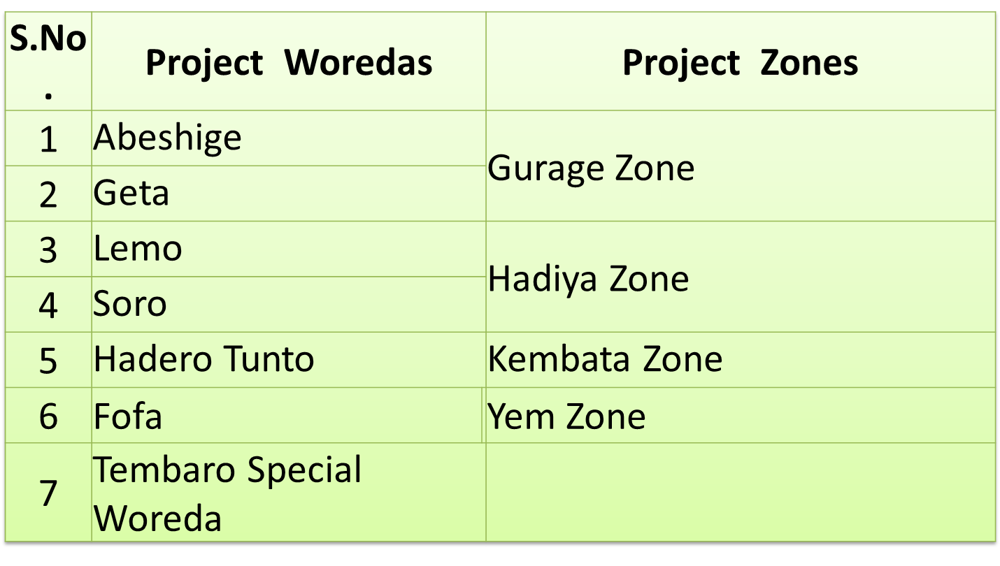 S.No
.
Project Woredas
Project Zones
1
Abeshige
Gurage Zone
2
Geta
3
Lemo
Hadiya Zone
4
Soro
5
Hadero Tunto
Kembata Zone
6
Fofa
Yem Zone
7
Tembaro Special
Woreda